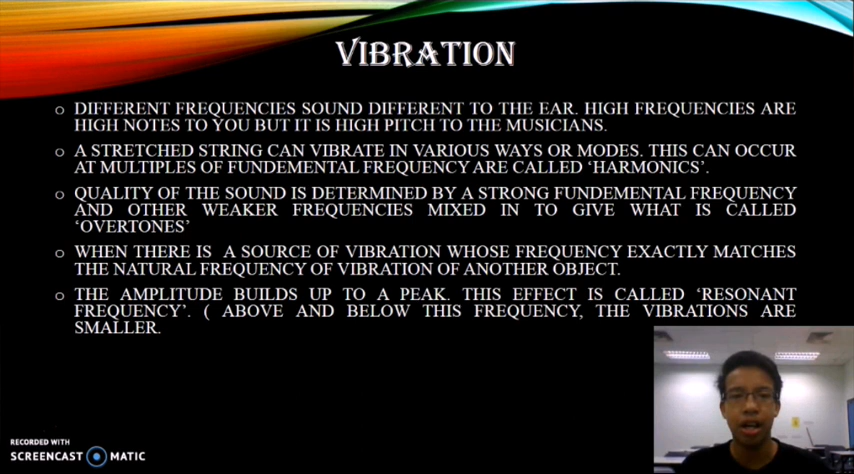 VIBRATION
○ DIFFERENT FREQUENCIES SOUND DIFFERENT TO THE EAR. HIGH FREQUENCIES ARE
HIGH NOTES TO YOU BUT IT IS HIGH PITCH TO THE MUSICIANS.
○ A STRETCHED STRING CAN VIBRATE IN VARIOUS WAYS OR MODES. THIS CAN OCCUR
AT MULTIPLES OF FUNDEMENTAL FREQUENCY ARE CALLED ‘HARMONICS’.
○ QUALITY OF THE SOUND IS DETERMINED BY A STRONG FUNDEMENTAL FREQUENCY
AND OTHER WEAKER FREQUENCIES MIXED IN TO GIVE WHAT IS CALLED
‘OVERTONES’
○ WHEN THERE IS A SOURCE OF VIBRATION WHOSE FREQUENCY EXACTLY MATCHES
THE NATURAL FREQUENCY OF VIBRATION OF ANOTHER OBJECT.
○ THE AMPLITUDE BUILDS UP TO A PEAK. THIS EFFECT IS CALLED ‘RESONANT
FREQUENCY’. ( ABOVE AND BELOW THIS FREQUENCY, THE VIBRATIONS ARE
SMALLER.
RECORDED WITH
SCREENCAST MATIC